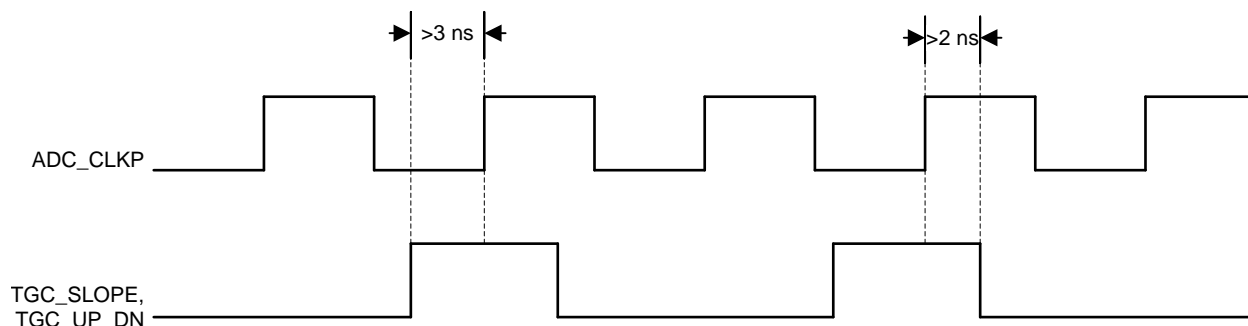 >3 ns
>2 ns
ADC_CLKP
TGC_SLOPE,
TGC_UP_DN